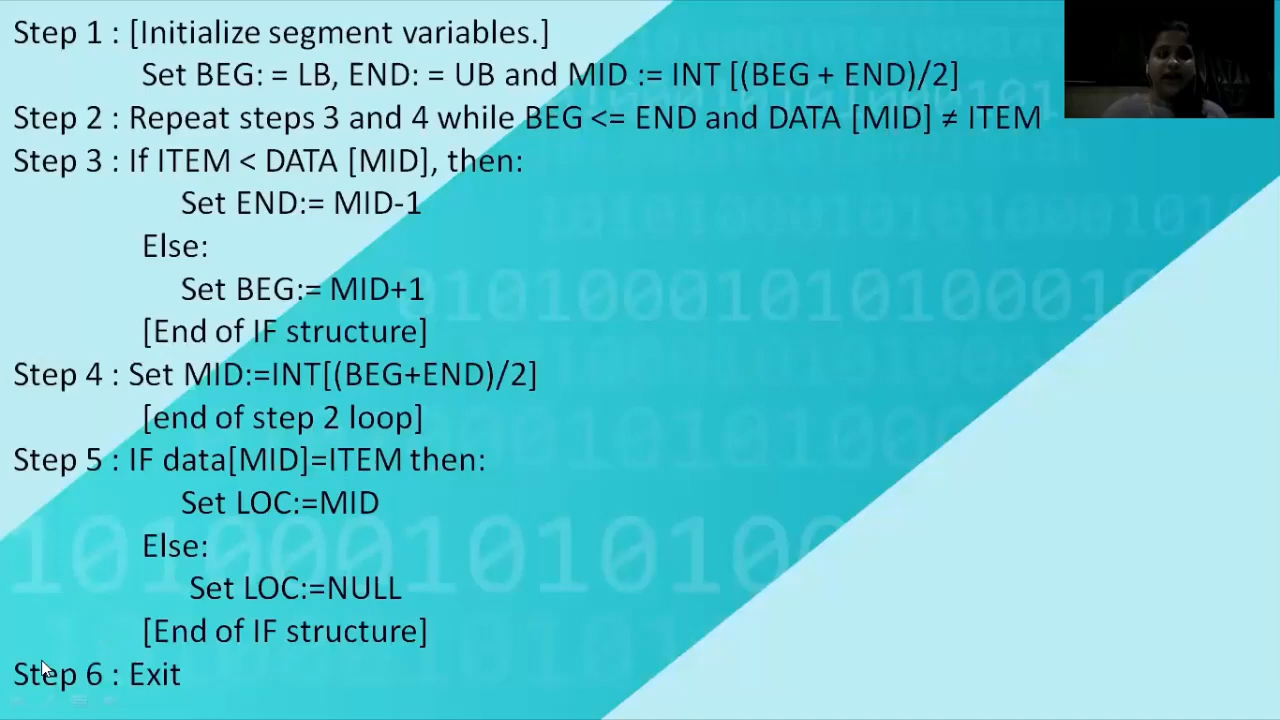 Step 1 : [Initialize segment variables.]
Set BEG: = LB, END: = UB and MID := INT [(BEG + END)/2]
Step 2 : Repeat steps 3 and 4 while BEG <= END and DATA [MID] ≠ ITEM
Step 3 : If ITEM < DATA [MID], then:
Set END:= MID-1
Else:
Set BEG:= MID+1
[End of IF structure]
Step 4 : Set MID:=INT[(BEG+END)/2]
[end of step 2 loop]
Step 5 : IF data[MID]=ITEM then:
Set LOC:=MID
Else:
Set LOC:=NULL
[End of IF structure]
Step 6 : Exit